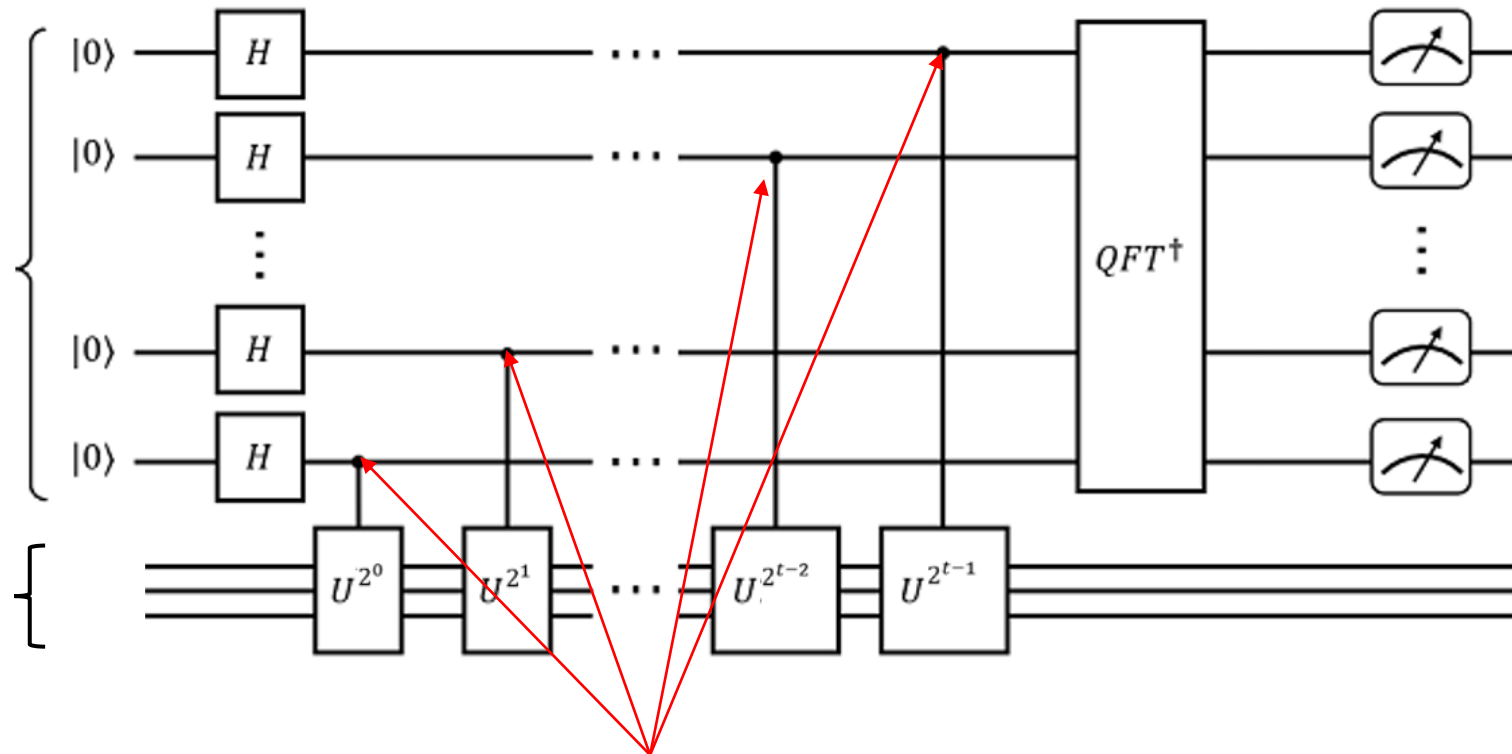 |0⟩ H ...
|0⟩ H ...
⋮ QFT† ⋮
|0⟩ H ...
|0⟩ H ...
U^{2^0} U^{2^1} ... U^{2^{t-2}} U^{2^{t-1}}